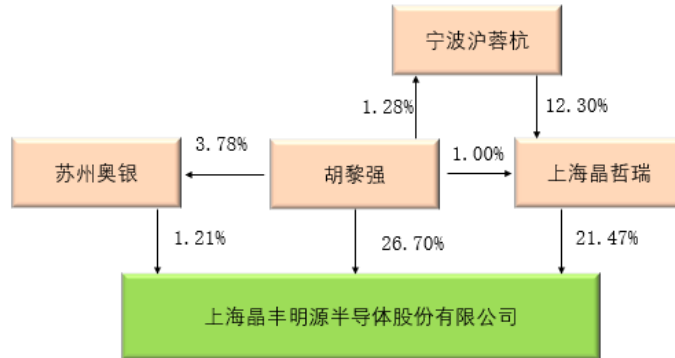 宁波沪蓉杭
1.28%
12.30%
3.78%
1.00%
苏州奥银
胡黎强
上海晶哲瑞
1.21%
26.70%
21.47%
上海晶丰明源半导体股份有限公司